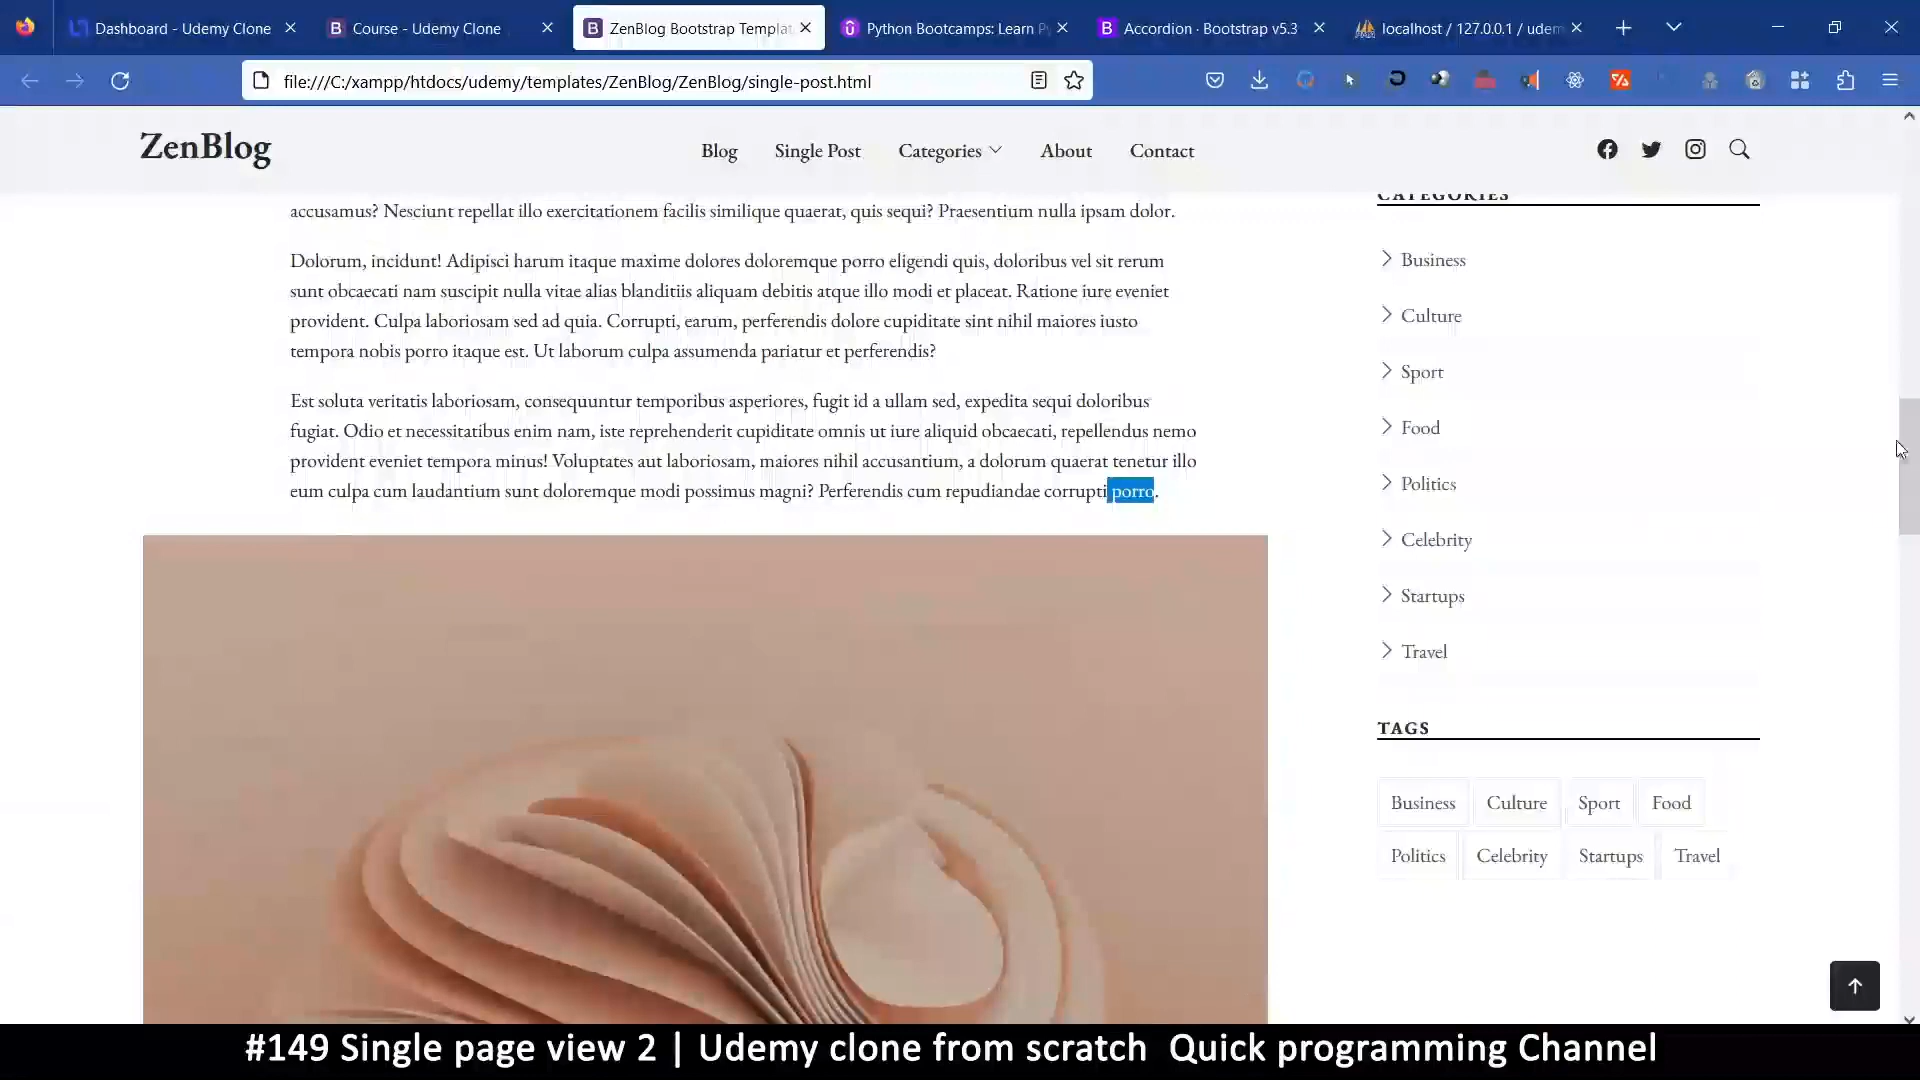 Dashboard - Udemy Clone
Course - Udemy Clone
ZenBlog Bootstrap Templat
Python Bootcamps: Learn P
Accordion · Bootstrap v5.3
localhost / 127.0.0.1 / udem
file:///C:/xampp/htdocs/udemy/templates/ZenBlog/ZenBlog/single-post.html
ZenBlog
Blog
Single Post
Categories
About
Contact
accusamus? Nesciunt repellat illo exercitationem facilis similique quaerat, quis sequi? Praesentium nulla ipsam dolor.
Dolorum, incidunt! Adipisci harum itaque maxime dolores doloremque porro eligendi quis, doloribus vel sit rerum
sunt obcaecati nam suscipit nulla vitae alias blanditiis aliquam debitis atque illo modi et placeat. Ratione iure eveniet
provident. Culpa laboriosam sed ad quia. Corrupti, earum, perferendis dolore cupiditate sint nihil maiores iusto
tempora nobis porro itaque est. Ut laborum culpa assumenda pariatur et perferendis?
Est soluta veritatis laboriosam, consequuntur temporibus asperiores, fugit id a ullam sed, expedita sequi doloribus
fugiat. Odio et necessitatibus enim nam, iste reprehenderit cupiditate omnis ut iure aliquid obcaecati, repellendus nemo
provident eveniet tempora minus! Voluptates aut laboriosam, maiores nihil accusantium, a dolorum quaerat tenetur illo
eum culpa cum laudantium sunt doloremque modi possimus magni? Perferendis cum repudiandae corrupti porro.
CATEGORIES
Business
Culture
Sport
Food
Politics
Celebrity
Startups
Travel
TAGS
Business Culture Sport Food
Politics Celebrity Startups Travel
#149 Single page view 2 | Udemy clone from scratch Quick programming Channel